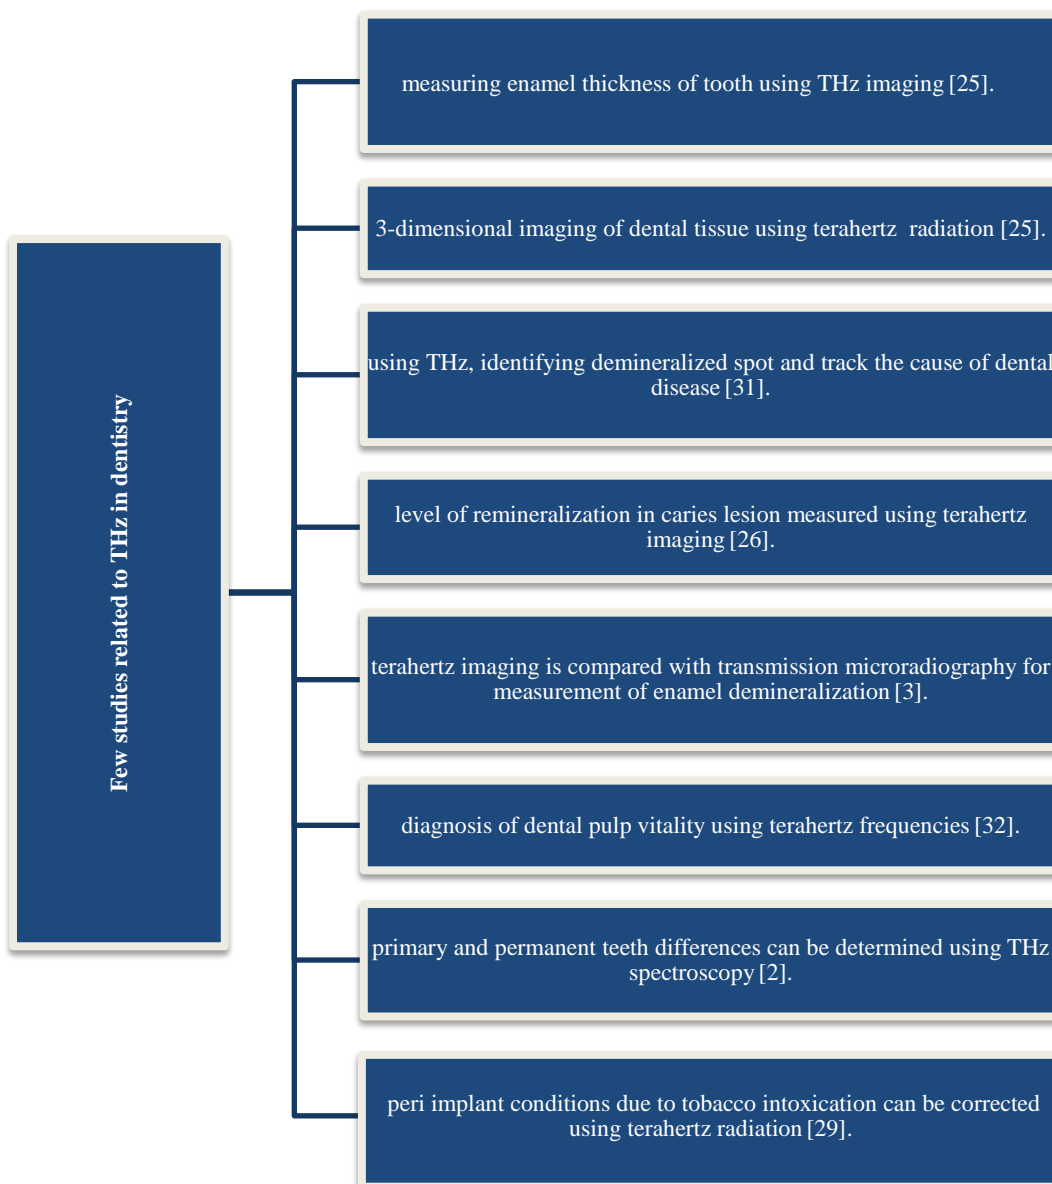 Few studies related to THz in dentistry
measuring enamel thickness of tooth using THz imaging [25].
3-dimensional imaging of dental tissue using terahertz radiation [25].
using THz, identifying demineralized spot and track the cause of dental
disease [31].
level of remineralization in caries lesion measured using terahertz
imaging [26].
terahertz imaging is compared with transmission microradiography for
measurement of enamel demineralization [3].
diagnosis of dental pulp vitality using terahertz frequencies [32].
primary and permanent teeth differences can be determined using THz
spectroscopy [2].
peri implant conditions due to tobacco intoxication can be corrected
using terahertz radiation [29].